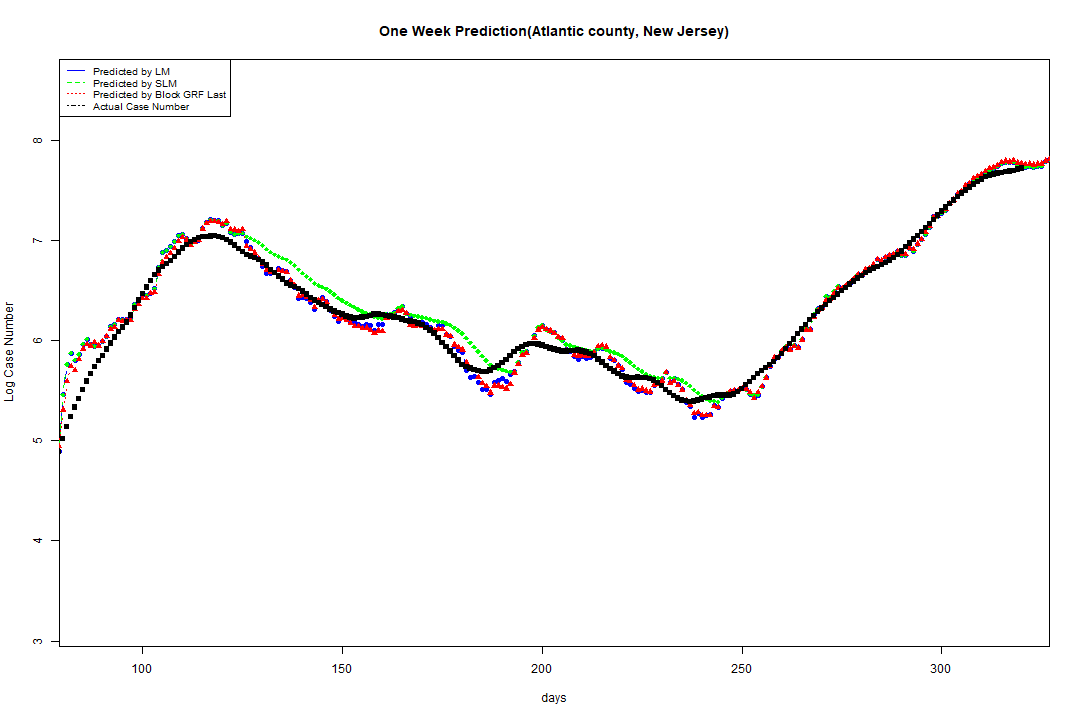 One Week Prediction(Atlantic county, New Jersey)
Predicted by LM
Predicted by SLM
Predicted by Block GRF Last
Actual Case Number
8
7
6
5
4
3
Log Case Number
100 150 200 250 300
days